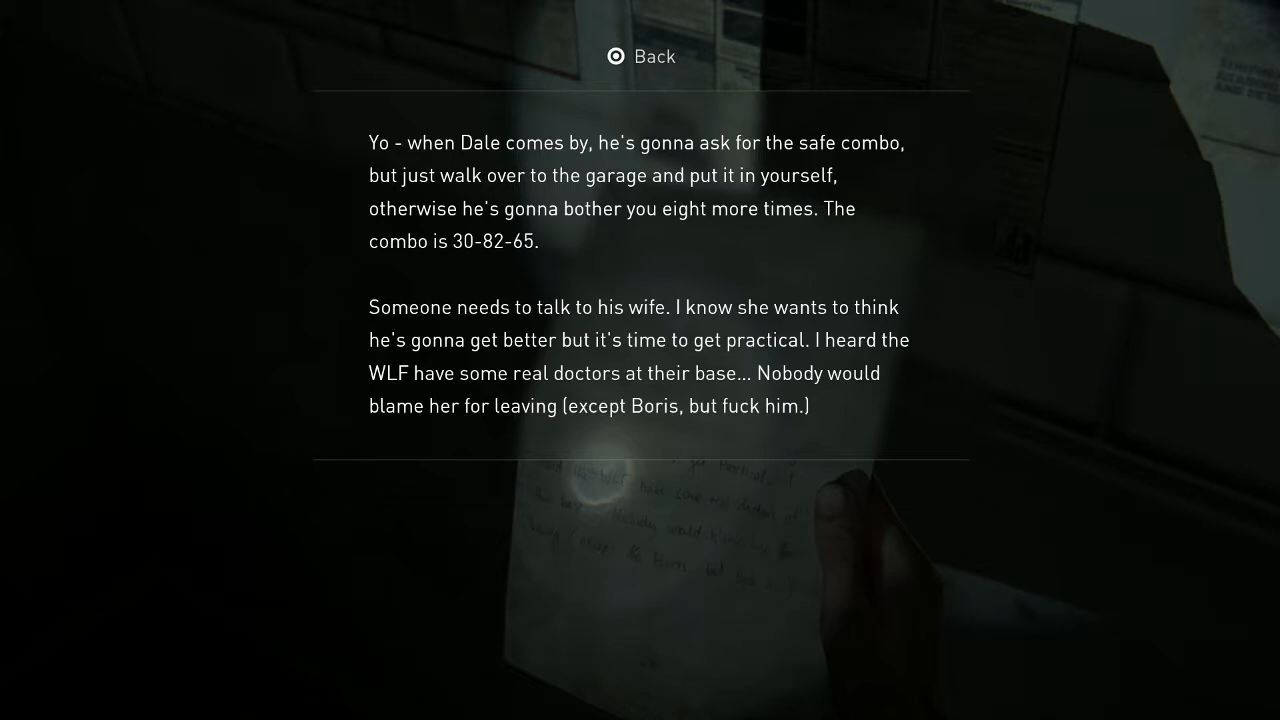 Back
Yo - when Dale comes by, he's gonna ask for the safe combo,
but just walk over to the garage and put it in yourself,
otherwise he's gonna bother you eight more times. The
combo is 30-82-65.
Someone needs to talk to his wife. I know she wants to think
he's gonna get better but it's time to get practical. I heard the
WLF have some real doctors at their base... Nobody would
blame her for leaving (except Boris, but fuck him.)